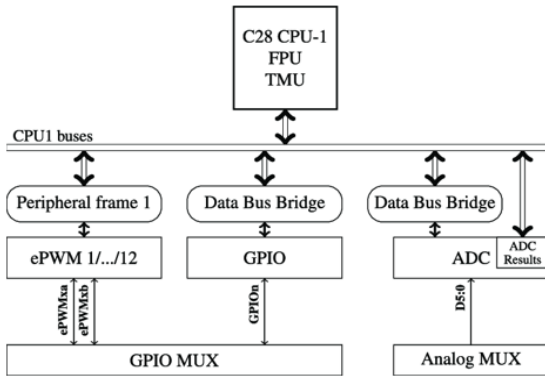 C28 CPU-1
FPU
TMU
CPU1 buses
Peripheral frame 1
Data Bus Bridge
Data Bus Bridge
ePWM 1/.../12
GPIO
ADC
ADC
Results
ePWMxa
ePWMxb
GPIOn
D5:0
GPIO MUX
Analog MUX